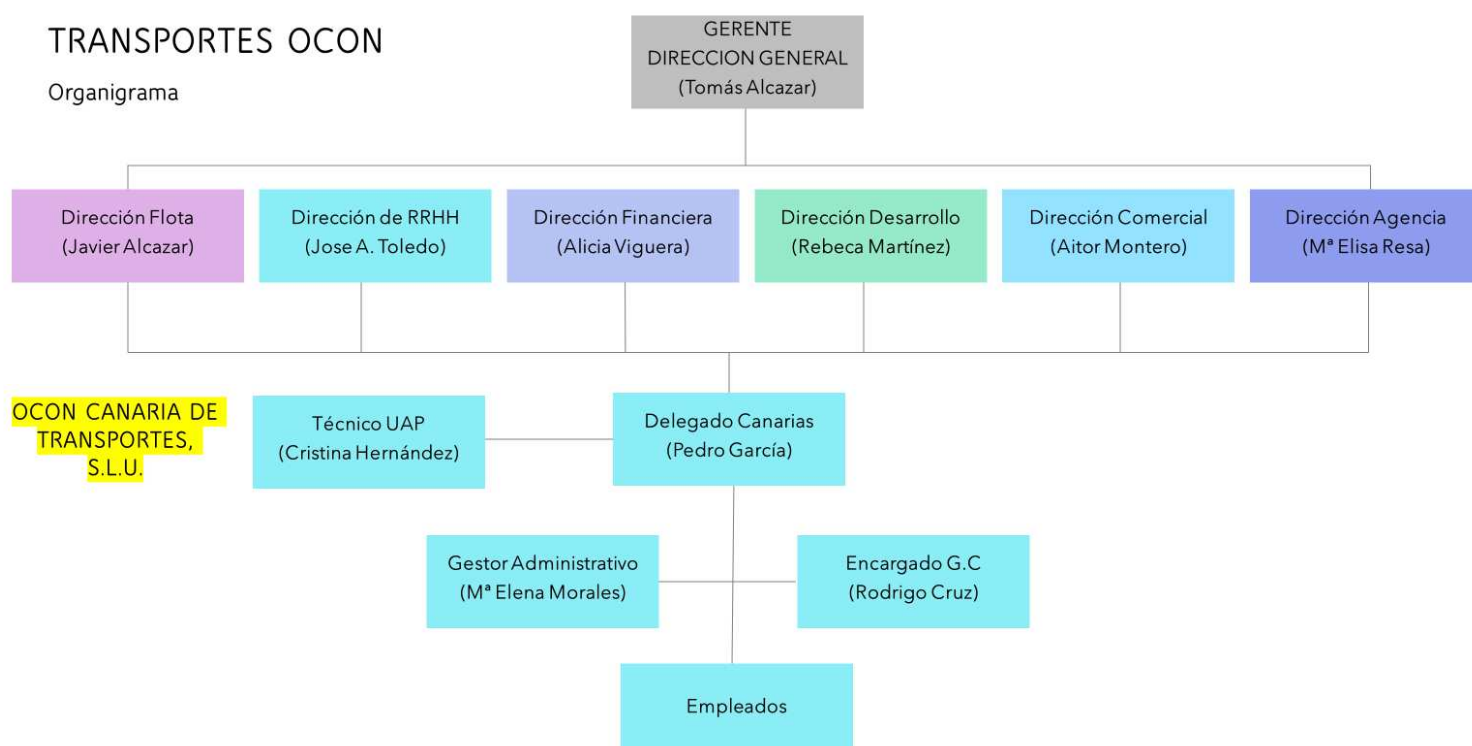 TRANSPORTES OCON
Organigrama
GERENTE
DIRECCION GENERAL
(Tomás Alcazar)
Dirección Flota
(Javier Alcazar)
Dirección de RRHH
(Jose A. Toledo)
Dirección Financiera
(Alicia Viguera)
Dirección Desarrollo
(Rebeca Martínez)
Dirección Comercial
(Aitor Montero)
Dirección Agencia
(Mª Elisa Resa)
OCON CANARIA DE
TRANSPORTES,
S.L.U.
Técnico UAP
(Cristina Hernández)
Delegado Canarias
(Pedro García)
Gestor Administrativo
(Mª Elena Morales)
Encargado G.C
(Rodrigo Cruz)
Empleados